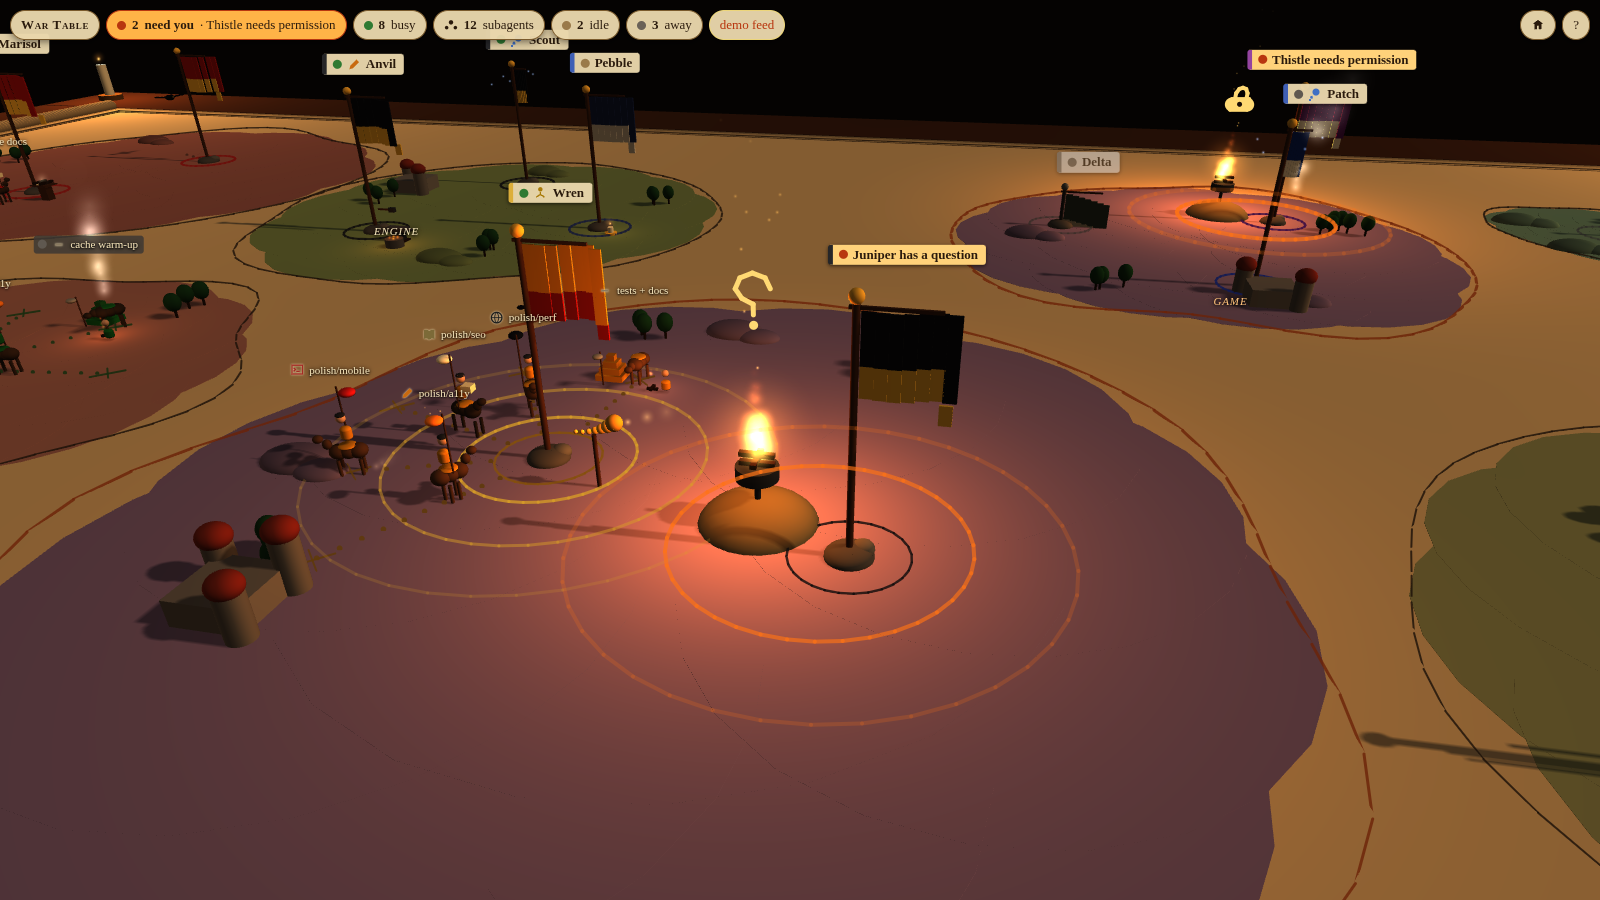 War Table
2 need you · Thistle needs permission
8 busy
12 subagents
2 idle
3 away
demo feed
?
Marisol
Scout
Anvil
Pebble
Thistle needs permission
Patch
e docs
Delta
Wren
ENGINE
cache warm-up
Juniper has a question
1y
tests + docs
GAME
polish/perf
polish/seo
polish/mobile
polish/a11y